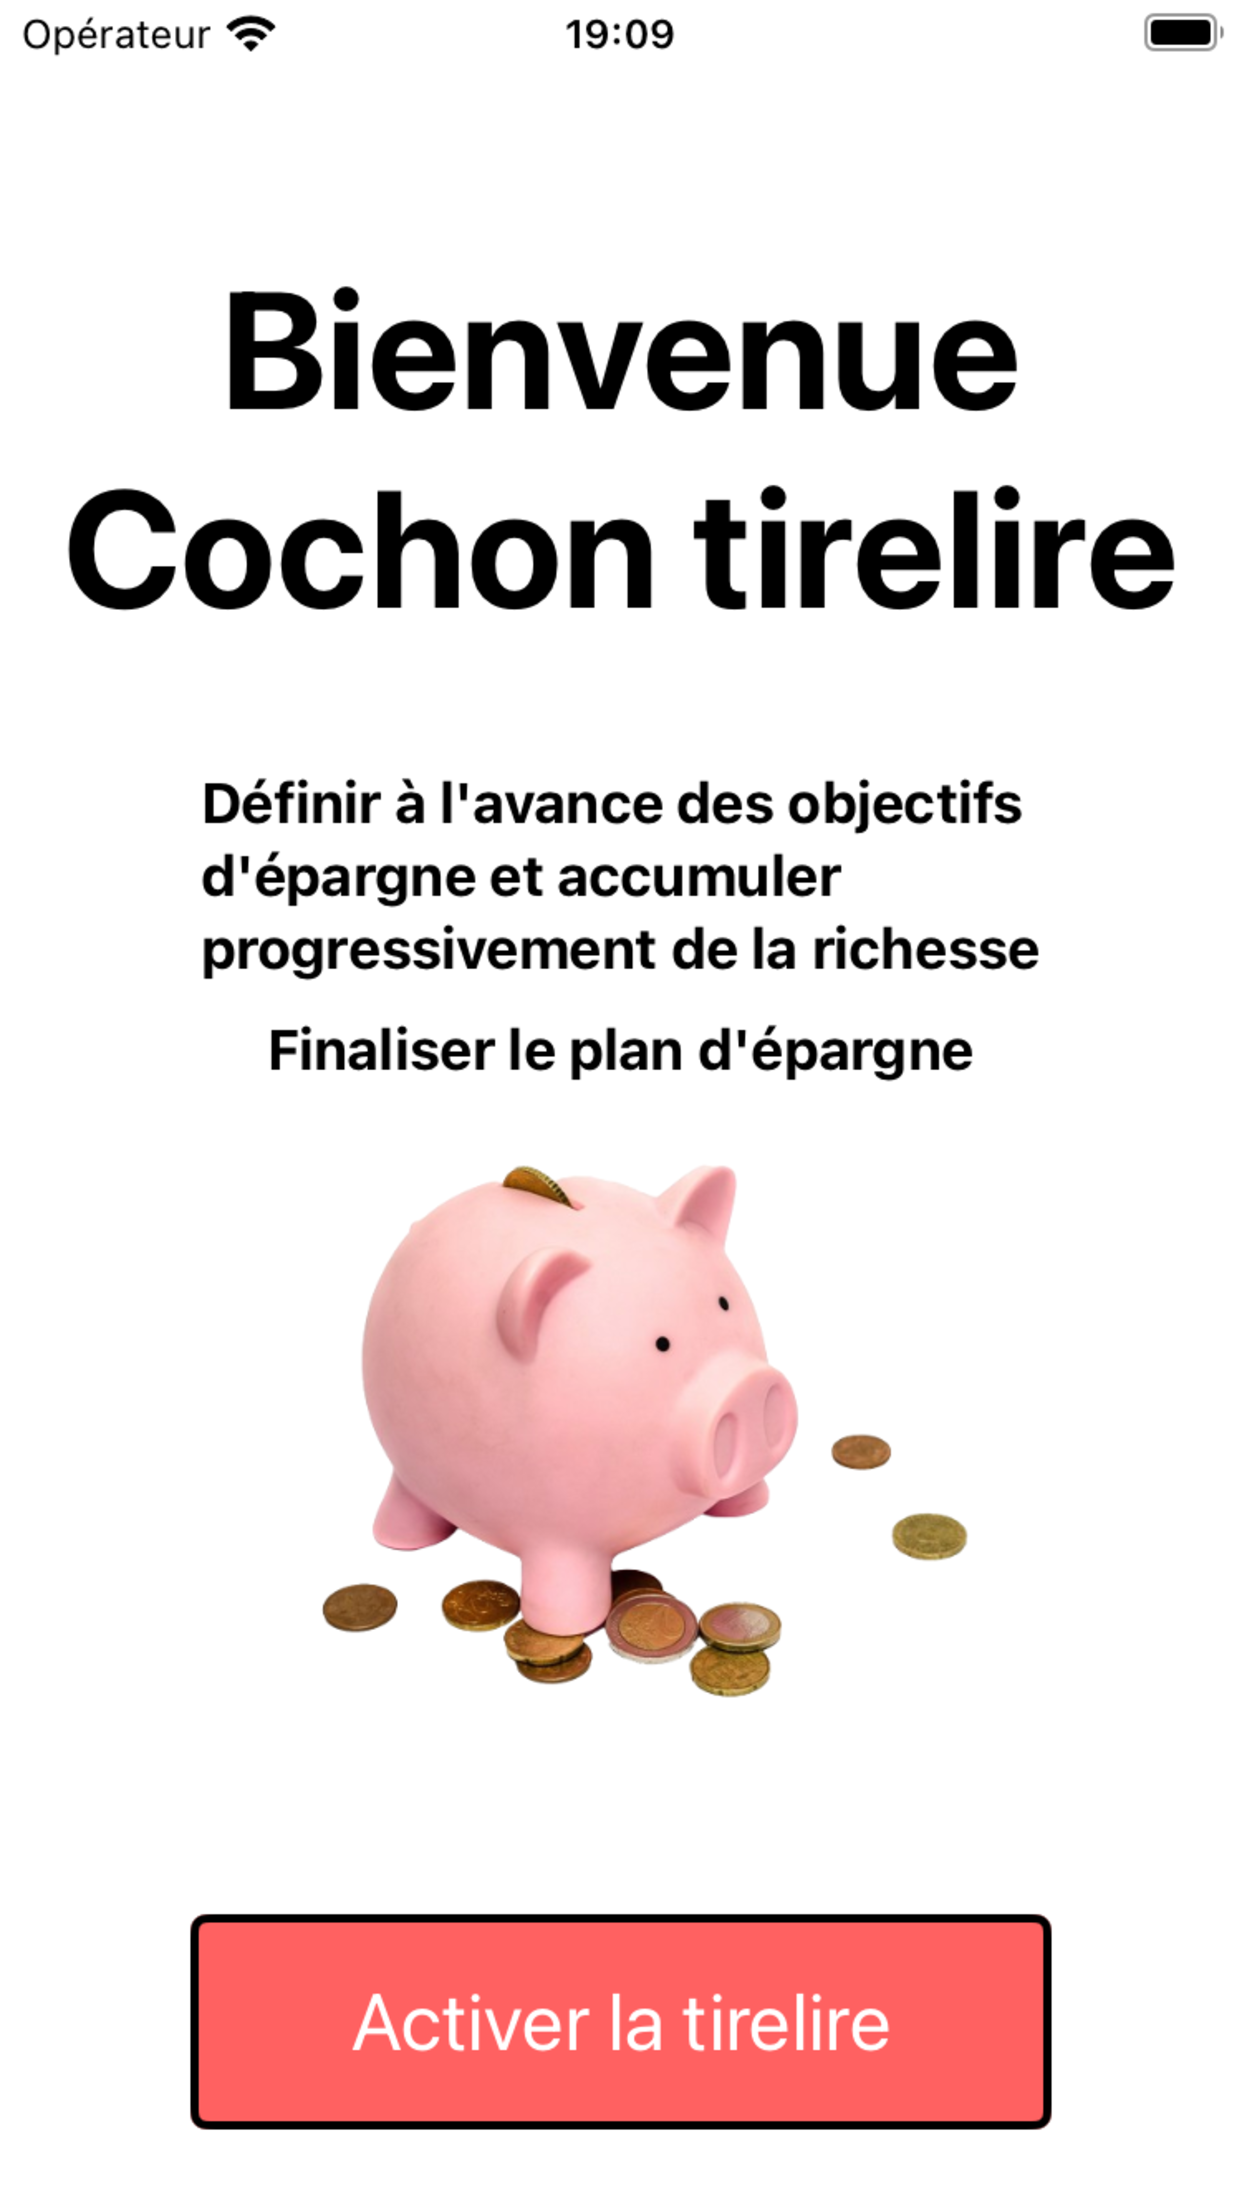 Opérateur 19:09
Bienvenue
Cochon tirelire
Définir à l'avance des objectifs
d'épargne et accumuler
progressivement de la richesse
Finaliser le plan d'épargne
Activer la tirelire